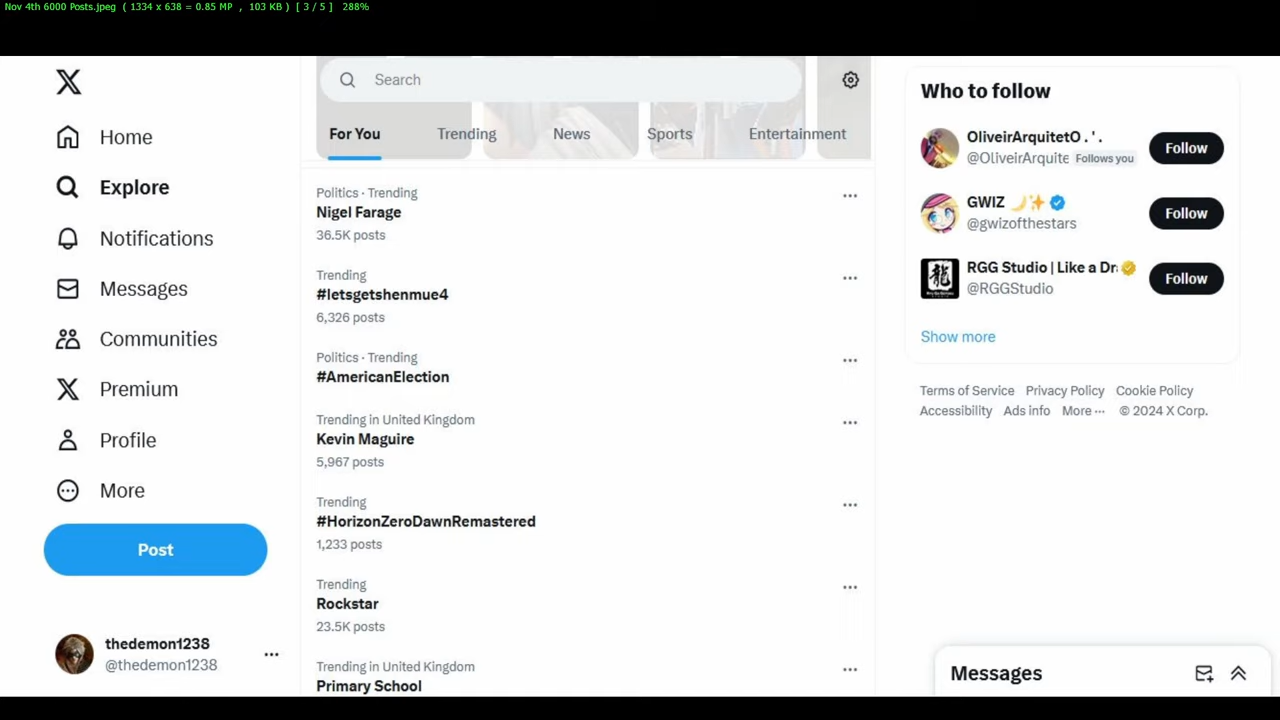 Nov 4th 6000 Posts.jpeg ( 1334 x 638 = 0.85 MP , 103 KB ) [ 3 / 5 ] 288%
Search
For You Trending News Sports Entertainment
Home
Explore
Notifications
Messages
Communities
Premium
Profile
More
Post
thedemon1238
@thedemon1238
Politics · Trending
Nigel Farage
36.5K posts
Trending
#letsgetshenmue4
6,326 posts
Politics · Trending
#AmericanElection
Trending in United Kingdom
Kevin Maguire
5,967 posts
Trending
#HorizonZeroDawnRemastered
1,233 posts
Trending
Rockstar
23.5K posts
Trending in United Kingdom
Primary School
Who to follow
OliveirArquitetO . ' .
@OliveirArquite Follows you
Follow
GWIZ 🌙✨
@gwizofthestars
Follow
RGG Studio | Like a Dr
@RGGStudio
Follow
Show more
Terms of Service Privacy Policy Cookie Policy
Accessibility Ads info More ··· © 2024 X Corp.
Messages